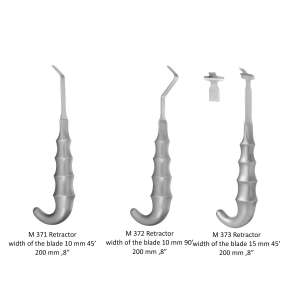 M 371 Retractor
width of the blade 10 mm 45'
200 mm ,8"
M 372 Retractor
width of the blade 10 mm 90'
200 mm ,8"
M 373 Retractor
width of the blade 15 mm 45'
200 mm ,8"